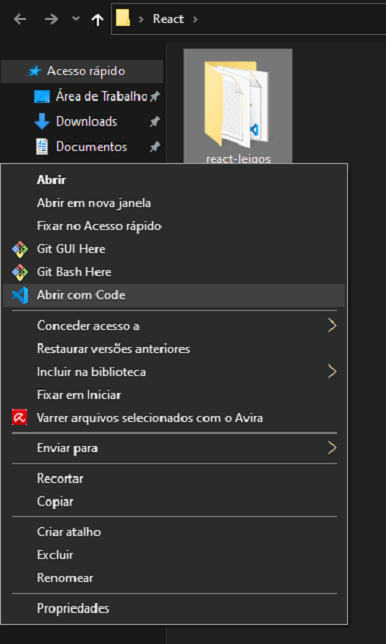 React
Acesso rápido
Área de Trabalho
Downloads
Documentos
react-leigos
Abrir
Abrir em nova janela
Fixar no Acesso rápido
Git GUI Here
Git Bash Here
Abrir com Code
Conceder acesso a
Restaurar versões anteriores
Incluir na biblioteca
Fixar em Iniciar
Varrer arquivos selecionados com o Avira
Enviar para
Recortar
Copiar
Criar atalho
Excluir
Renomear
Propriedades